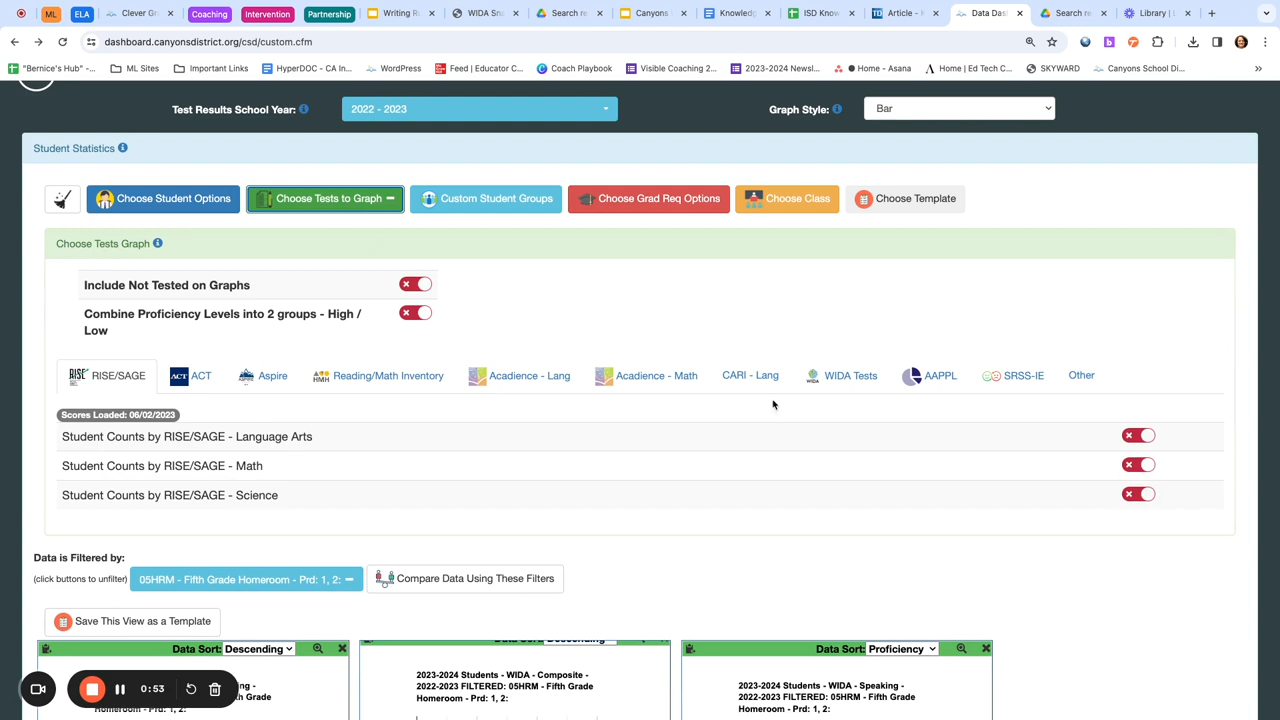 ML
ELA
Clever Gr
Coaching
Intervention
Partnership
Writing R
WIDA Sna
Search re
Canyons
Workshop
ISD Know
Artisti
Data Das
Search re
Library | U
dashboard.canyonsdistrict.org/csd/custom.cfm
"Bernice's Hub" -...
ML Sites
Important Links
HyperDOC - CA In...
WordPress
Feed | Educator C...
Coach Playbook
Visible Coaching 2...
2023-2024 Newsl...
Home - Asana
Home | Ed Tech C...
SKYWARD
Canyons School Di...
»
Test Results School Year:
2022 - 2023
Graph Style:
Bar
Student Statistics
Choose Student Options
Choose Tests to Graph
Custom Student Groups
Choose Grad Req Options
Choose Class
Choose Template
Choose Tests Graph
Include Not Tested on Graphs
Combine Proficiency Levels into 2 groups - High /
Low
RISE/SAGE
ACT
Aspire
Reading/Math Inventory
Acadience - Lang
Acadience - Math
CARI - Lang
WIDA Tests
AAPPL
SRSS-IE
Other
Scores Loaded: 06/02/2023
Student Counts by RISE/SAGE - Language Arts
Student Counts by RISE/SAGE - Math
Student Counts by RISE/SAGE - Science
Data is Filtered by:
(click buttons to unfilter)
05HRM - Fifth Grade Homeroom - Prd: 1, 2:
Compare Data Using These Filters
Save This View as a Template
Data Sort: Descending
Data Sort: Descending
Data Sort: Proficiency
2023-2024 Students - WIDA - Composite -
2022-2023 FILTERED: 05HRM - Fifth Grade
Homeroom - Prd: 1, 2:
2023-2024 Students - WIDA - Speaking -
2022-2023 FILTERED: 05HRM - Fifth Grade
Homeroom - Prd: 1, 2:
0:53